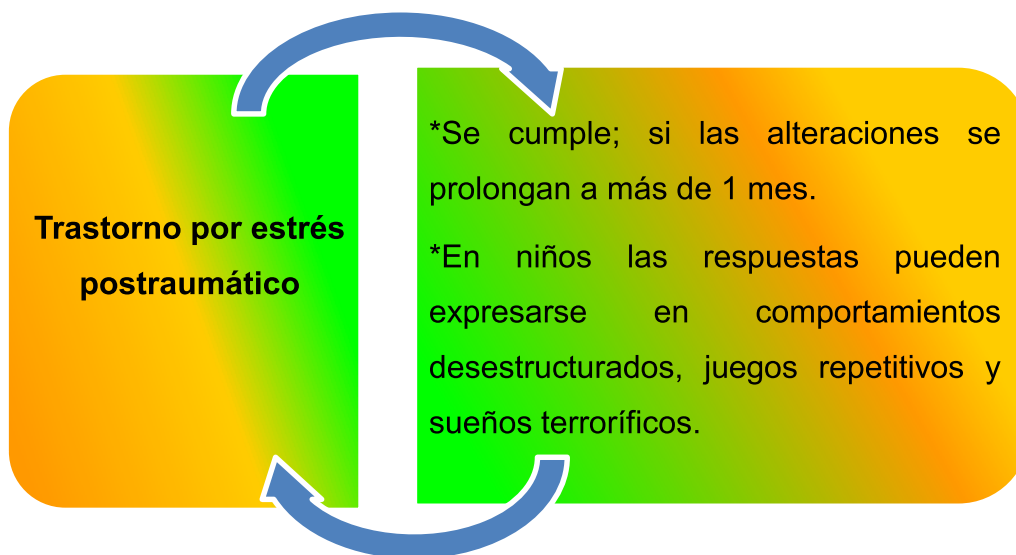 Trastorno por estrés
postraumático
*Se cumple; si las alteraciones se
prolongan a más de 1 mes.
*En niños las respuestas pueden
expresarse en comportamientos
desestructurados, juegos repetitivos y
sueños terroríficos.